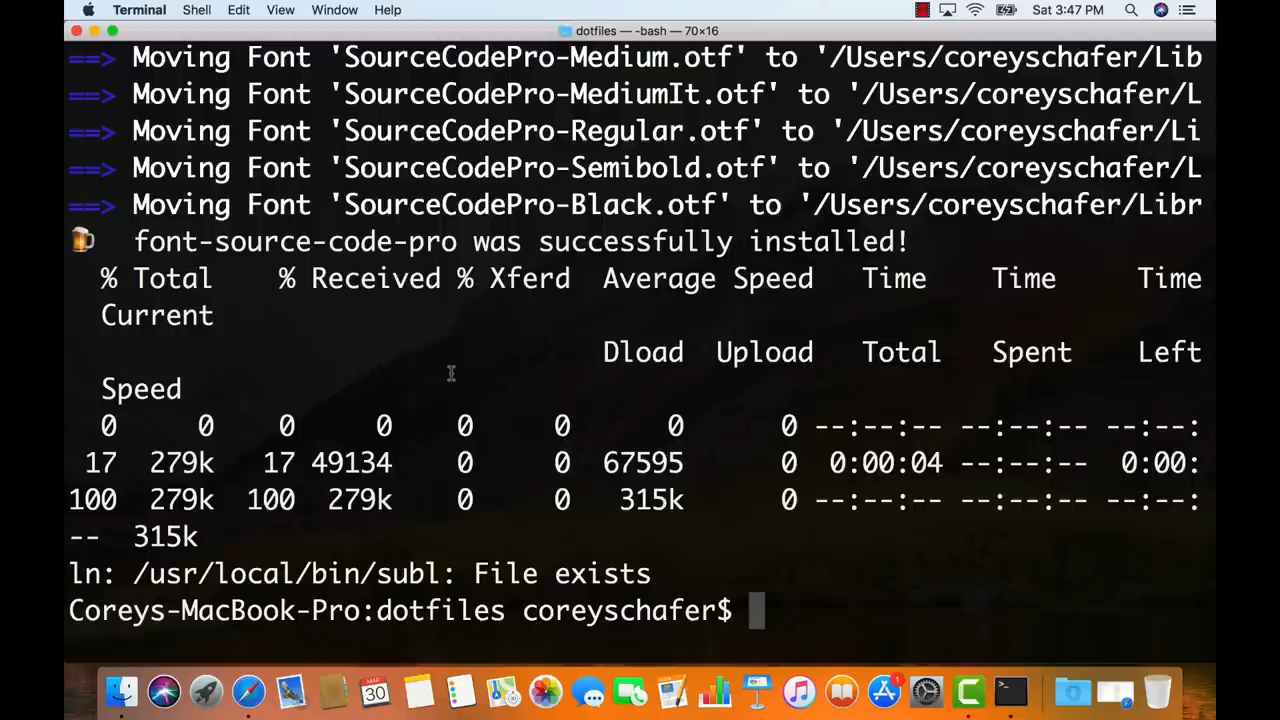 Terminal Shell Edit View Window Help Sat 3:47 PM
dotfiles — -bash — 70×16
==> Moving Font 'SourceCodePro-Medium.otf' to '/Users/coreyschafer/Lib
==> Moving Font 'SourceCodePro-MediumIt.otf' to '/Users/coreyschafer/L
==> Moving Font 'SourceCodePro-Regular.otf' to '/Users/coreyschafer/Li
==> Moving Font 'SourceCodePro-Semibold.otf' to '/Users/coreyschafer/L
==> Moving Font 'SourceCodePro-Black.otf' to '/Users/coreyschafer/Libr
🍺 font-source-code-pro was successfully installed!
% Total % Received % Xferd Average Speed Time Time Time
Current
Dload Upload Total Spent Left
Speed
0 0 0 0 0 0 0 0 --:--:-- --:--:-- --:--:
17 279k 17 49134 0 0 67595 0 0:00:04 --:--:-- 0:00:
100 279k 100 279k 0 0 315k 0 --:--:-- --:--:-- --:--:
-- 315k
ln: /usr/local/bin/subl: File exists
Coreys-MacBook-Pro:dotfiles coreyschafer$
MAR
30
1